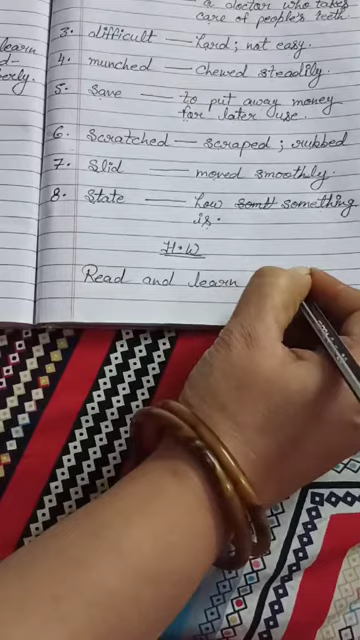 a doctor who takes
care of people's teeth
3. difficult — hard; not easy.
4. munched — chewed steadily.
5. Save — to put away money
for later use.
6. Scratched — scraped; rubbed
7. Slid — moved smoothly.
8. State — how something
is.
H.W
Read and learn
learn